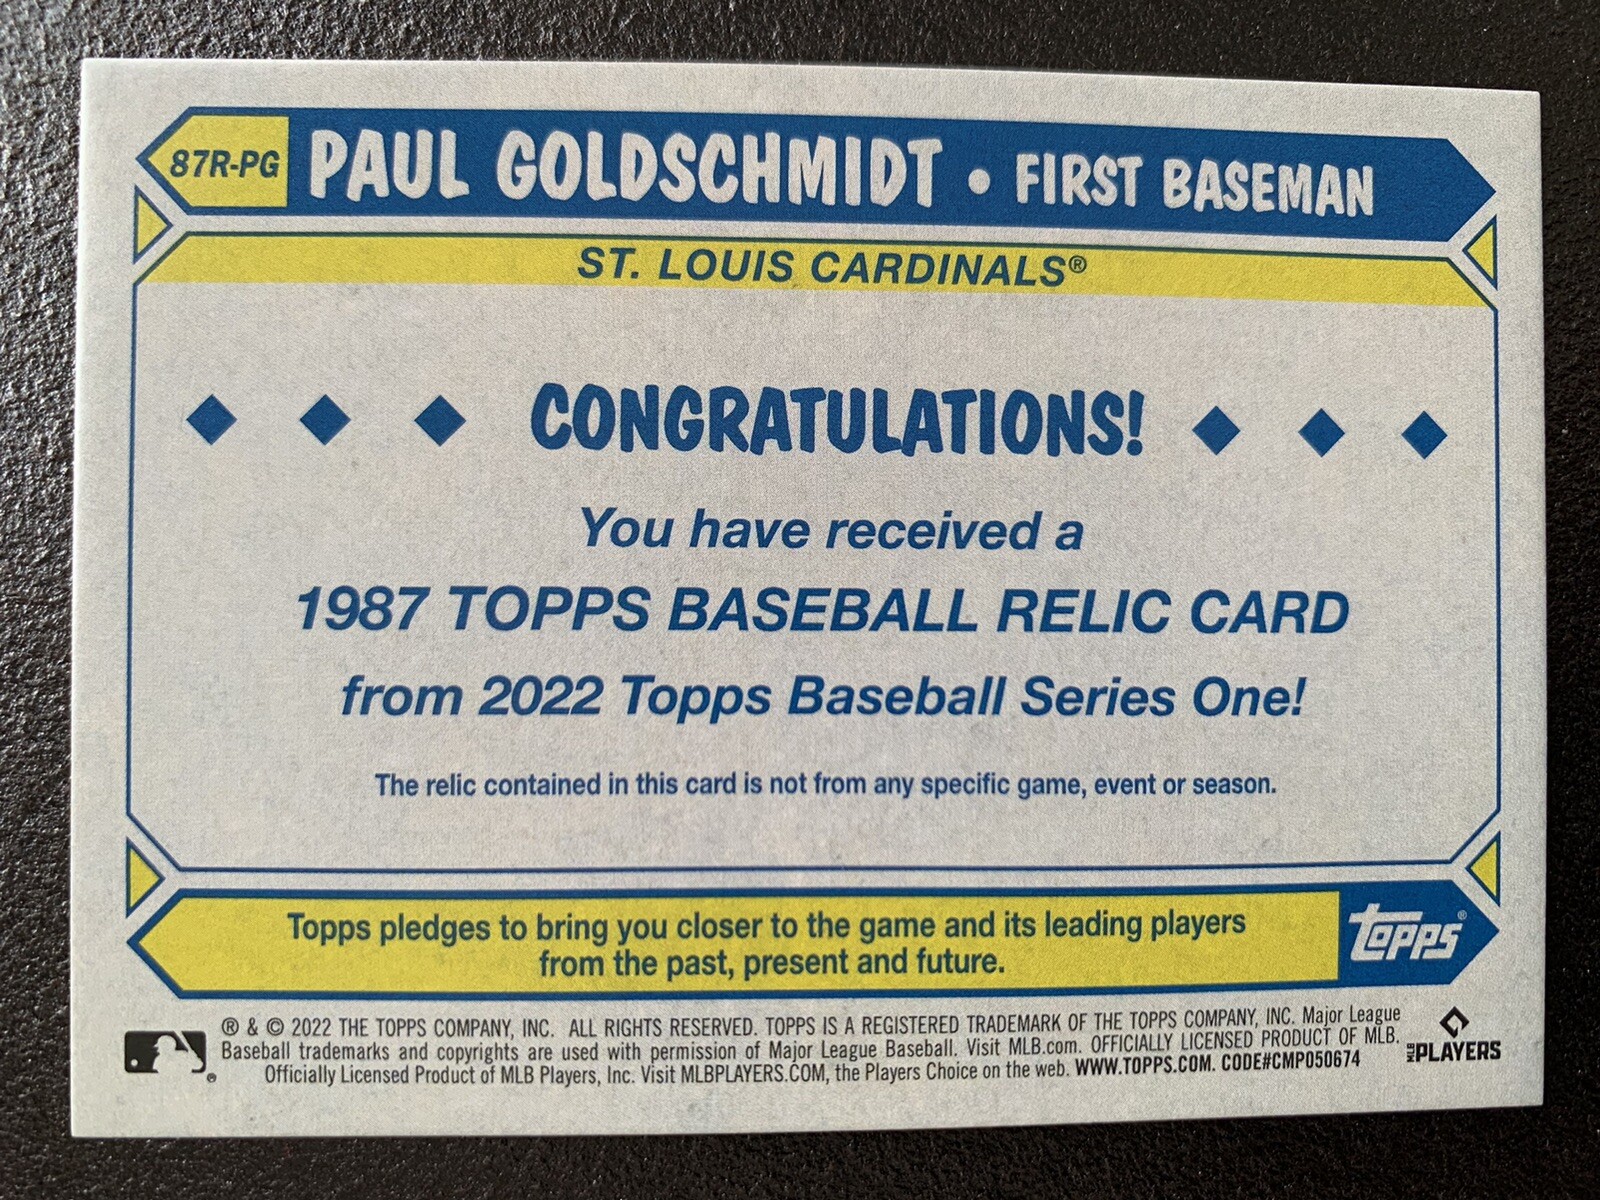 87R-PG PAUL GOLDSCHMIDT • FIRST BASEMAN
ST. LOUIS CARDINALS®
CONGRATULATIONS!
You have received a
1987 TOPPS BASEBALL RELIC CARD
from 2022 Topps Baseball Series One!
The relic contained in this card is not from any specific game, event or season.
Topps pledges to bring you closer to the game and its leading players
from the past, present and future.
topps®
® & © 2022 THE TOPPS COMPANY, INC. ALL RIGHTS RESERVED. TOPPS IS A REGISTERED TRADEMARK OF THE TOPPS COMPANY, INC. Major League
Baseball trademarks and copyrights are used with permission of Major League Baseball. Visit MLB.com. OFFICIALLY LICENSED PRODUCT OF MLB.
Officially Licensed Product of MLB Players, Inc. Visit MLBPLAYERS.COM, the Players Choice on the web. WWW.TOPPS.COM. CODE#CMP050674
MLB PLAYERS